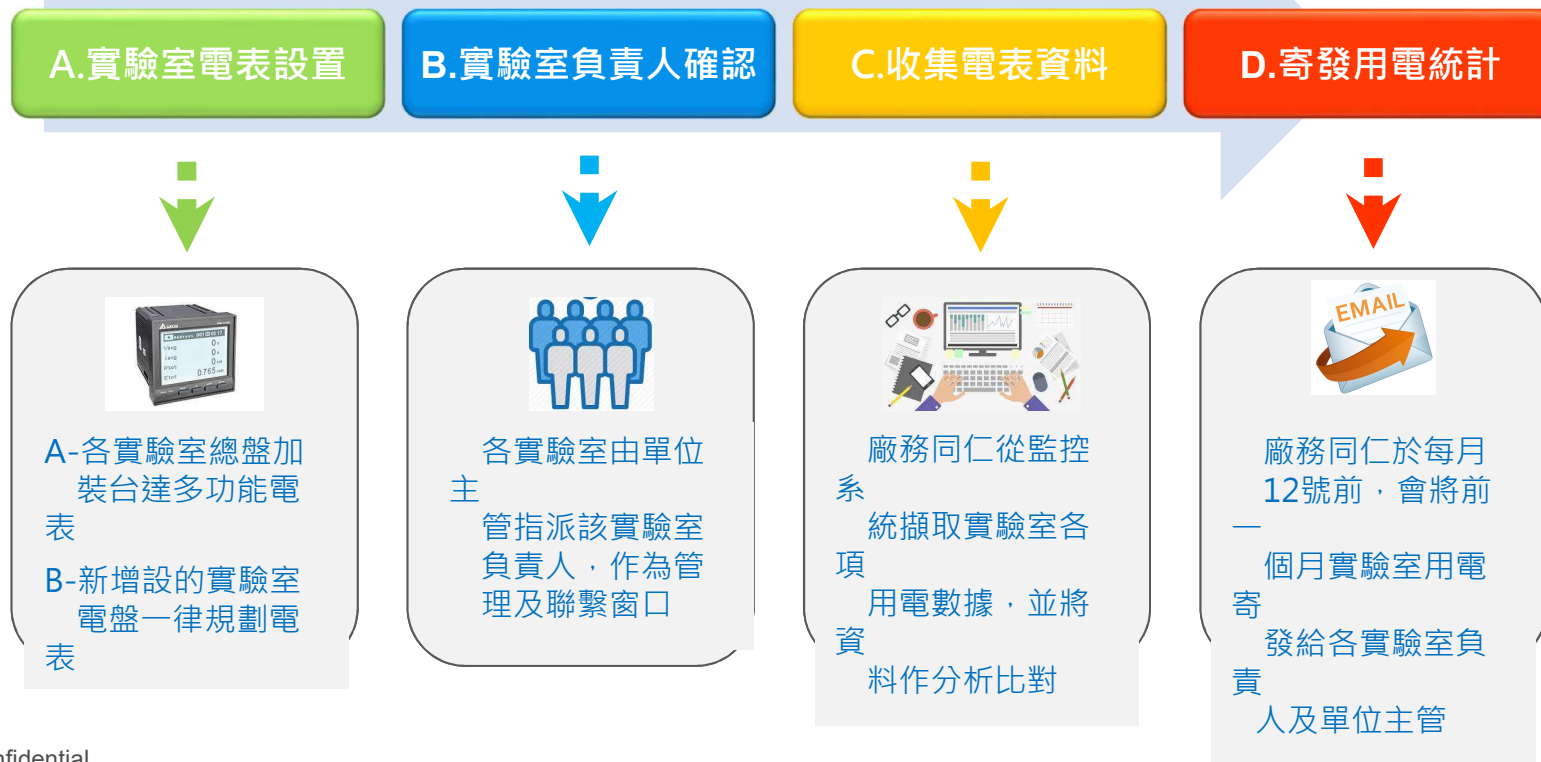 A.實驗室電表設置
B.實驗室負責人確認
C.收集電表資料
D.寄發用電統計
A-各實驗室總盤加
裝台達多功能電
表
B-新增設的實驗室
電盤一律規劃電
表
各實驗室由單位
主
管指派該實驗室
負責人，作為管
理及聯繫窗口
廠務同仁從監控
系
統擷取實驗室各
項
用電數據，並將
資
料作分析比對
EMAIL
廠務同仁於每月
12號前，會將前
一
個月實驗室用電
寄
發給各實驗室負
責
人及單位主管
nfidential